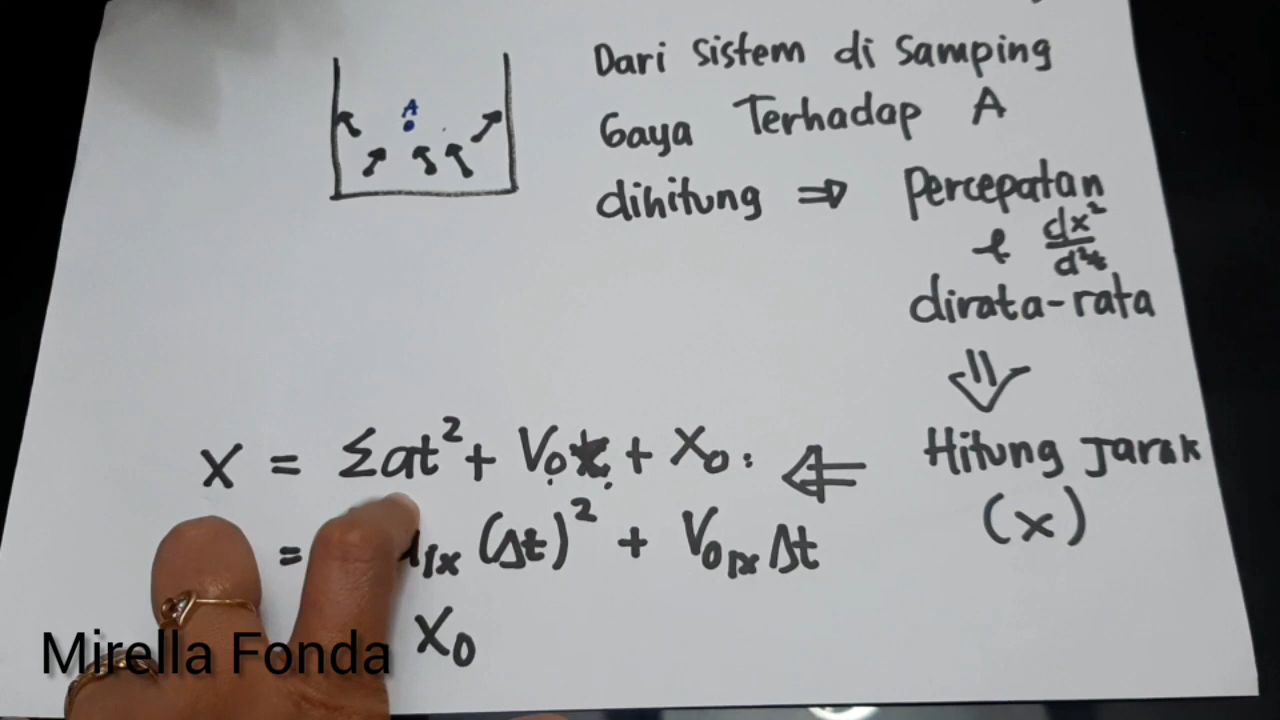 A
Dari sistem di samping
Gaya Terhadap A
dihitung ⇒ Percepatan
& dx²/d²t
dirata-rata
⇓
Hitung Jarak
(x)
⇐
X = Σat² + V₀t + X₀
= ₁ₓ (Δt)² + V₀₁ₓ Δt
X₀
Mirella Fonda